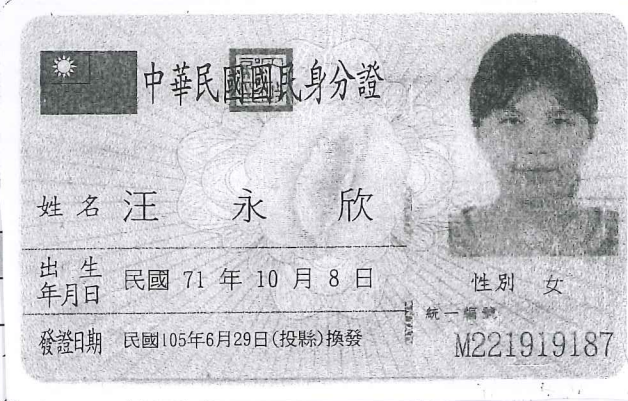 中華民國國民身分證
姓名 汪永欣
出生年月日 民國 71 年 10 月 8 日
性別 女
發證日期 民國105年6月29日(投縣)換發
統一編號
M221919187